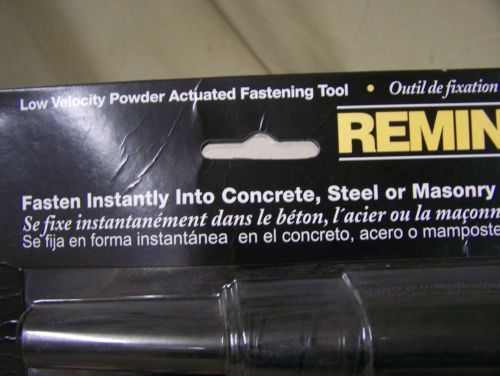 Low Velocity Powder Actuated Fastening Tool • Outil de fixation
REMIN
Fasten Instantly Into Concrete, Steel or Masonry
Se fixe instantanément dans le béton, l'acier ou la maçonn
Se fija en forma instantánea en el concreto, acero o mamposte